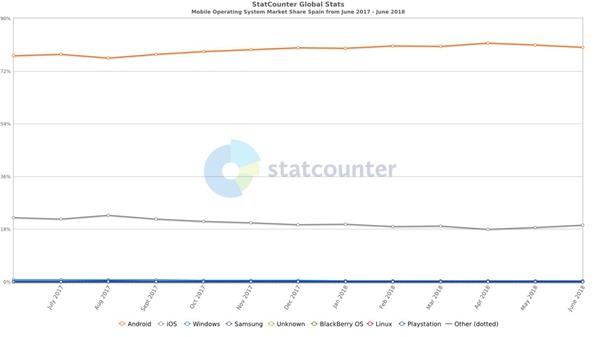 StatCounter Global Stats
Mobile Operating System Market Share Spain from June 2017 - June 2018
90%
72%
54%
36%
18%
0%
statcounter
July 2017
Aug 2017
Sept 2017
Oct 2017
Nov 2017
Dec 2017
Jan 2018
Feb 2018
Mar 2018
Apr 2018
May 2018
June 2018
Android iOS Windows Samsung Unknown BlackBerry OS Linux Playstation Other (dotted)